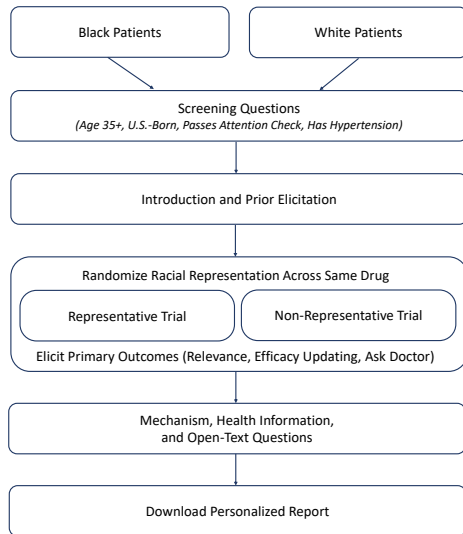 Black Patients
White Patients
Screening Questions
(Age 35+, U.S.-Born, Passes Attention Check, Has Hypertension)
Introduction and Prior Elicitation
Randomize Racial Representation Across Same Drug
Representative Trial
Non-Representative Trial
Elicit Primary Outcomes (Relevance, Efficacy Updating, Ask Doctor)
Mechanism, Health Information,
and Open-Text Questions
Download Personalized Report